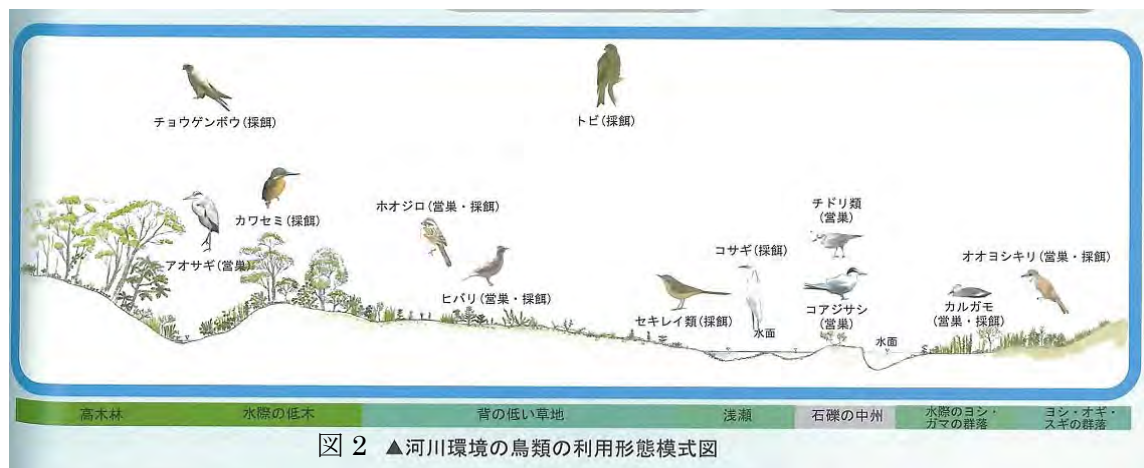 チョウゲンボウ(採餌)
トビ(採餌)
カワセミ(採餌)
アオサギ(営巣)
ホオジロ(営巣・採餌)
ヒバリ(営巣・採餌)
セキレイ類(採餌)
コサギ(採餌)
水面
チドリ類
(営巣)
コアジサシ
(営巣)
水面
カルガモ
(営巣・採餌)
オオヨシキリ(営巣・採餌)
高木林
水際の低木
背の低い草地
浅瀬
石礫の中州
水際のヨシ・
ガマの群落
ヨシ・オギ・
スギの群落
図2 ▲河川環境の鳥類の利用形態模式図